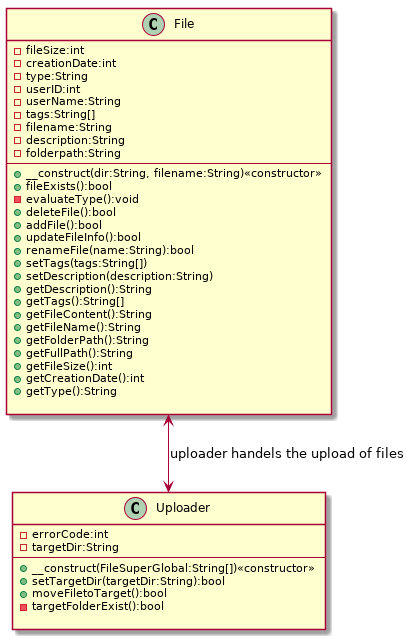 C File
fileSize:int
creationDate:int
type:String
userID:int
userName:String
tags:String[]
filename:String
description:String
folderpath:String
__construct(dir:String, filename:String)«constructor»
fileExists():bool
evaluateType():void
deleteFile():bool
addFile():bool
updateFileInfo():bool
renameFile(name:String):bool
setTags(tags:String[])
setDescription(description:String)
getDescription():String
getTags():String[]
getFileContent():String
getFileName():String
getFolderPath():String
getFullPath():String
getFileSize():int
getCreationDate():int
getType():String
uploader handels the upload of files
C Uploader
errorCode:int
targetDir:String
__construct(FileSuperGlobal:String[])«constructor»
setTargetDir(targetDir:String):bool
moveFiletoTarget():bool
targetFolderExist():bool